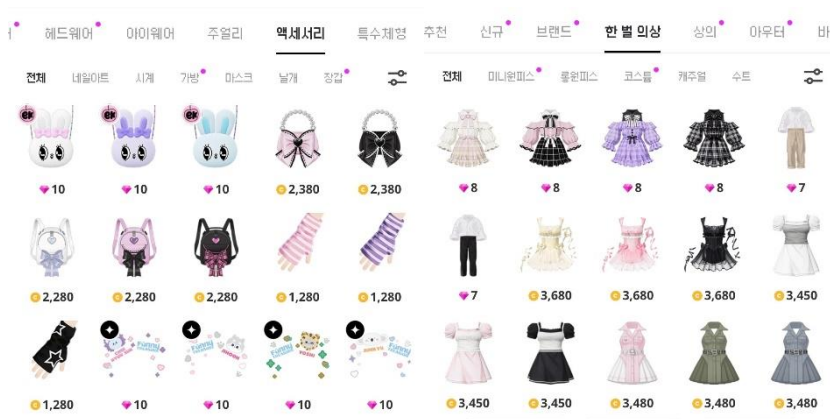 헤드웨어 아이웨어 주얼리 액세서리 특수체형
전체 네일아트 시계 가방 마스크 날개 장갑
10 10 10 2,380 2,380
2,280 2,280 2,280 1,280 1,280
1,280 10 10 10 10
추천 신규 브랜드 한 벌 의상 상의 아우터
전체 미니원피스 롱원피스 코스튬 캐주얼 수트
8 8 8 8 7
7 3,680 3,680 3,680 3,450
3,450 3,450 3,480 3,480 3,480